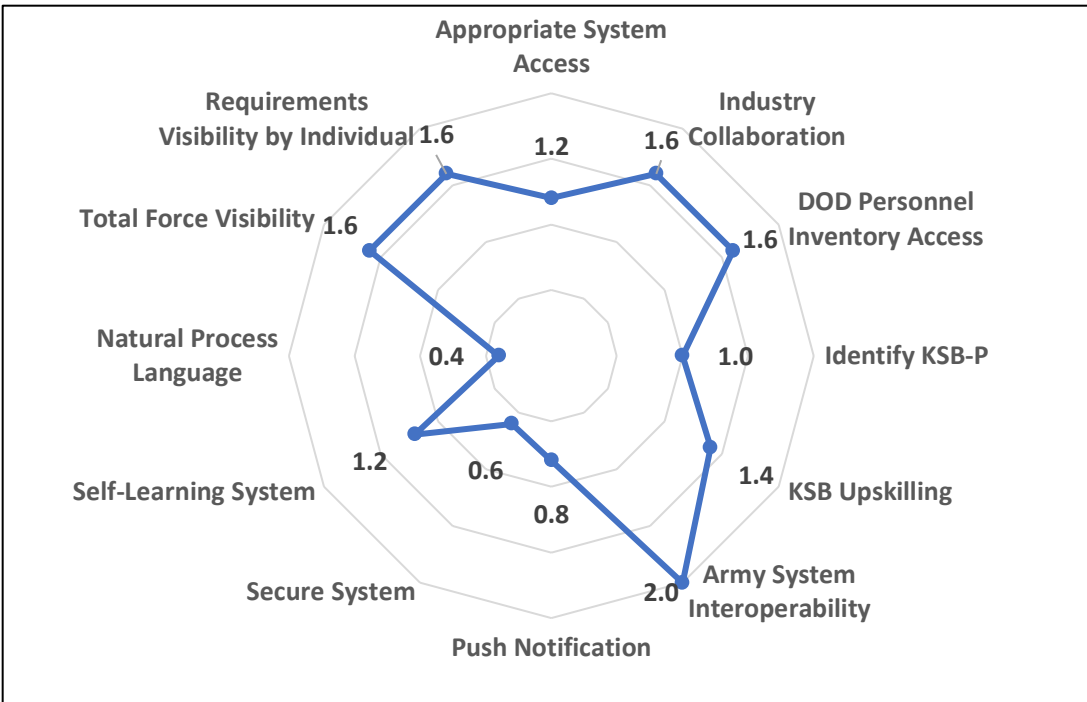 Appropriate System
Access
1.2
Industry
Collaboration
1.6
DOD Personnel
Inventory Access
1.6
Identify KSB-P
1.0
KSB Upskilling
1.4
Army System
Interoperability
2.0
Push Notification
0.8
Secure System
0.6
Self-Learning System
1.2
Natural Process
Language
0.4
Total Force Visibility
1.6
Requirements
Visibility by Individual
1.6